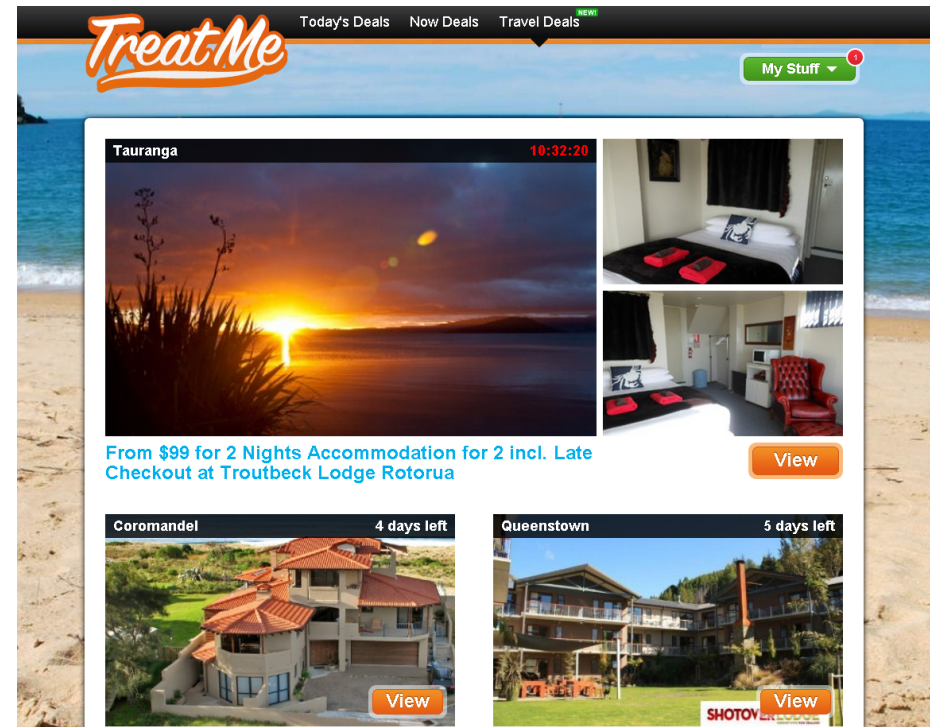 TreatMe
Today's Deals Now Deals Travel Deals NEW!
My Stuff 1
Tauranga 10:32:20
From $99 for 2 Nights Accommodation for 2 incl. Late
Checkout at Troutbeck Lodge Rotorua
View
Coromandel 4 days left
Queenstown 5 days left
View
View